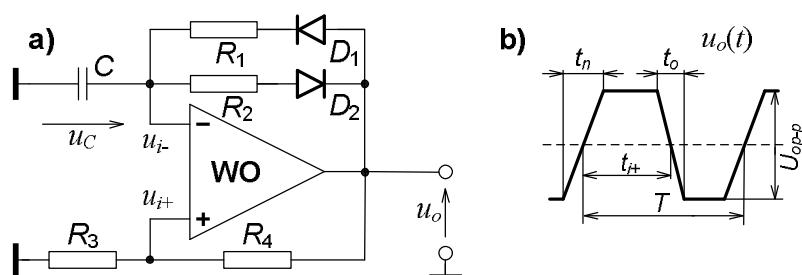 a)
R1
D1
C
R2
D2
uC
ui-
WO
ui+
uo
R3
R4
b)
uo(t)
tn
to
ti+
T
Uop-p